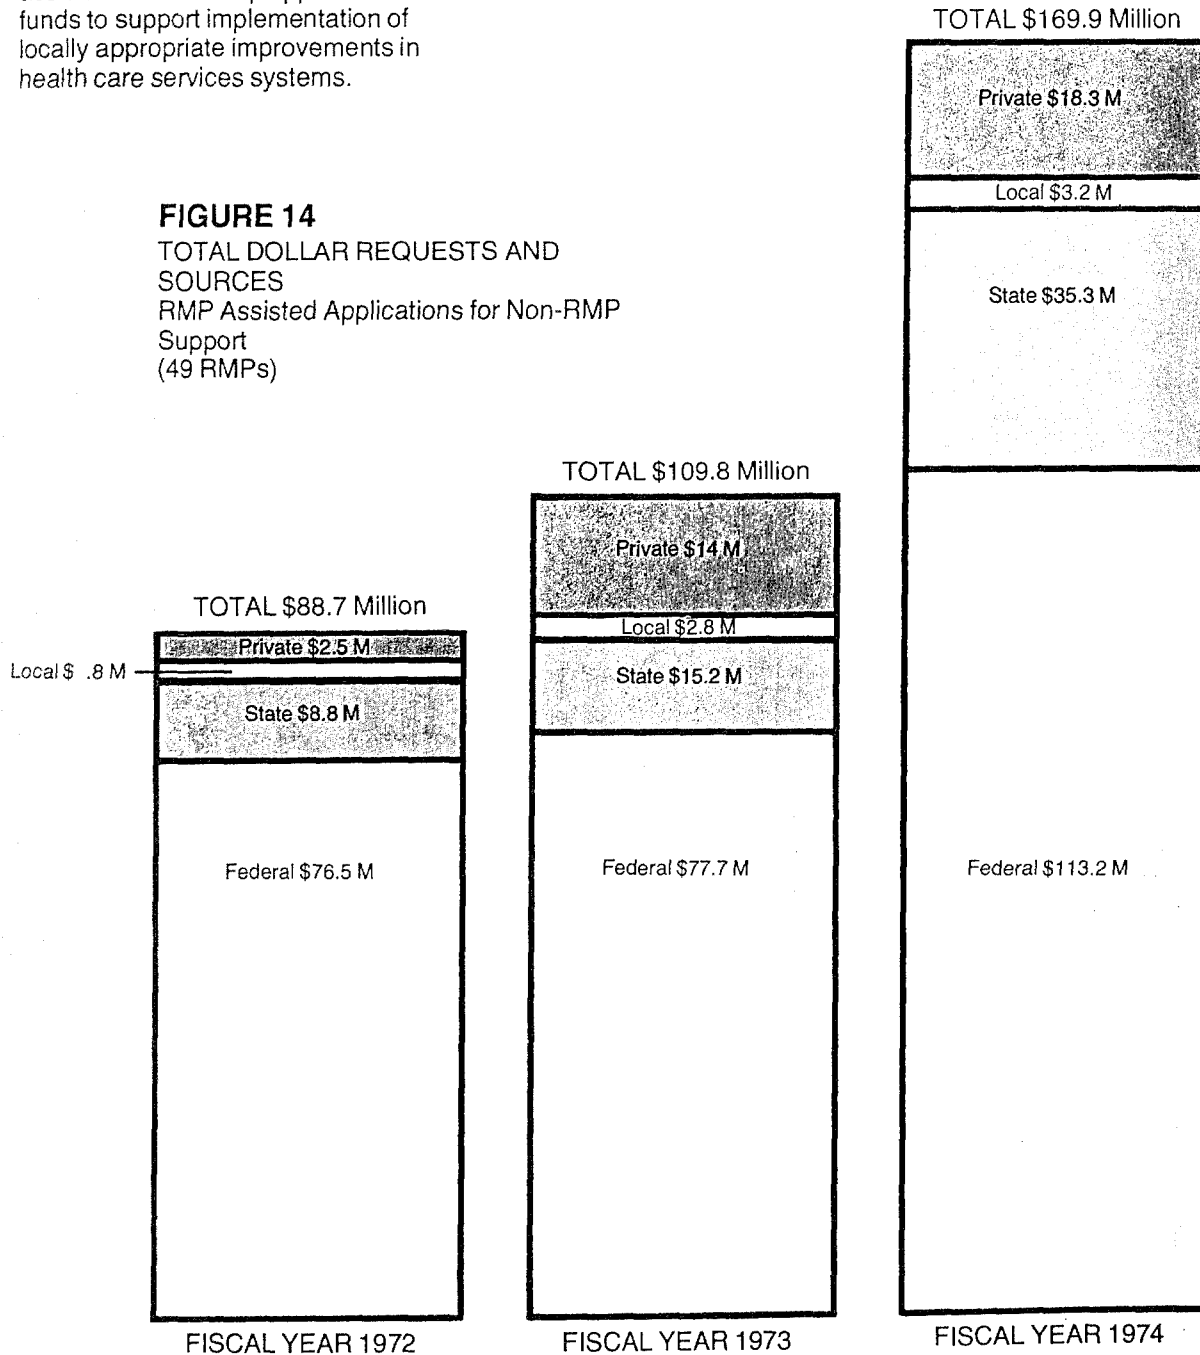 funds to support implementation of
locally appropriate improvements in
health care services systems.
FIGURE 14
TOTAL DOLLAR REQUESTS AND
SOURCES
RMP Assisted Applications for Non-RMP
Support
(49 RMPs)
TOTAL $88.7 Million
Private $2.5 M
Local $ .8 M
State $8.8 M
Federal $76.5 M
FISCAL YEAR 1972
TOTAL $109.8 Million
Private $14 M
Local $2.8 M
State $15.2 M
Federal $77.7 M
FISCAL YEAR 1973
TOTAL $169.9 Million
Private $18.3 M
Local $3.2 M
State $35.3 M
Federal $113.2 M
FISCAL YEAR 1974